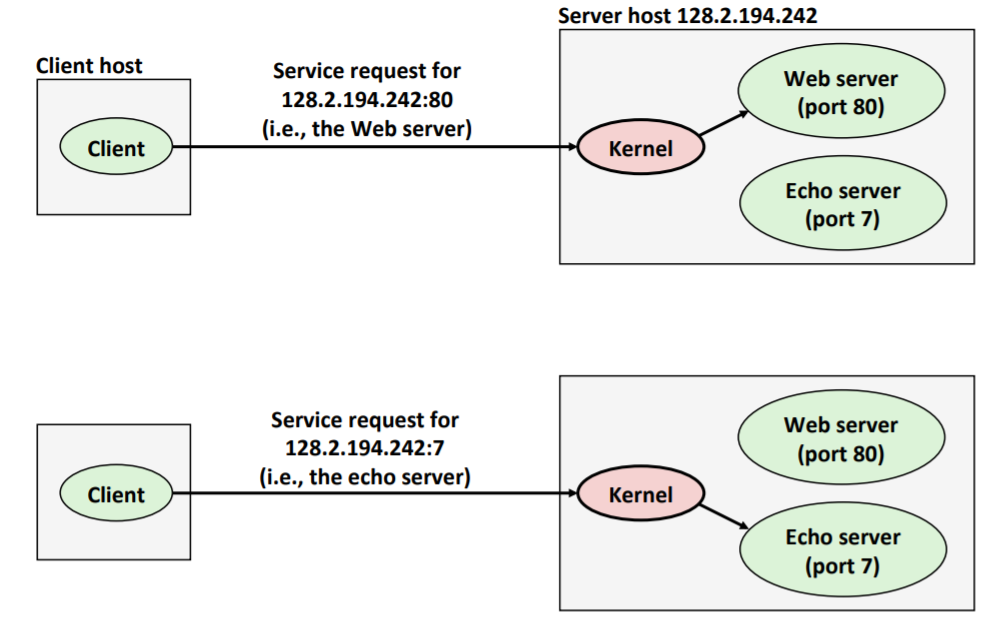 Server host 128.2.194.242
Client host
Service request for
128.2.194.242:80
(i.e., the Web server)
Client
Kernel
Web server
(port 80)
Echo server
(port 7)
Service request for
128.2.194.242:7
(i.e., the echo server)
Client
Kernel
Web server
(port 80)
Echo server
(port 7)